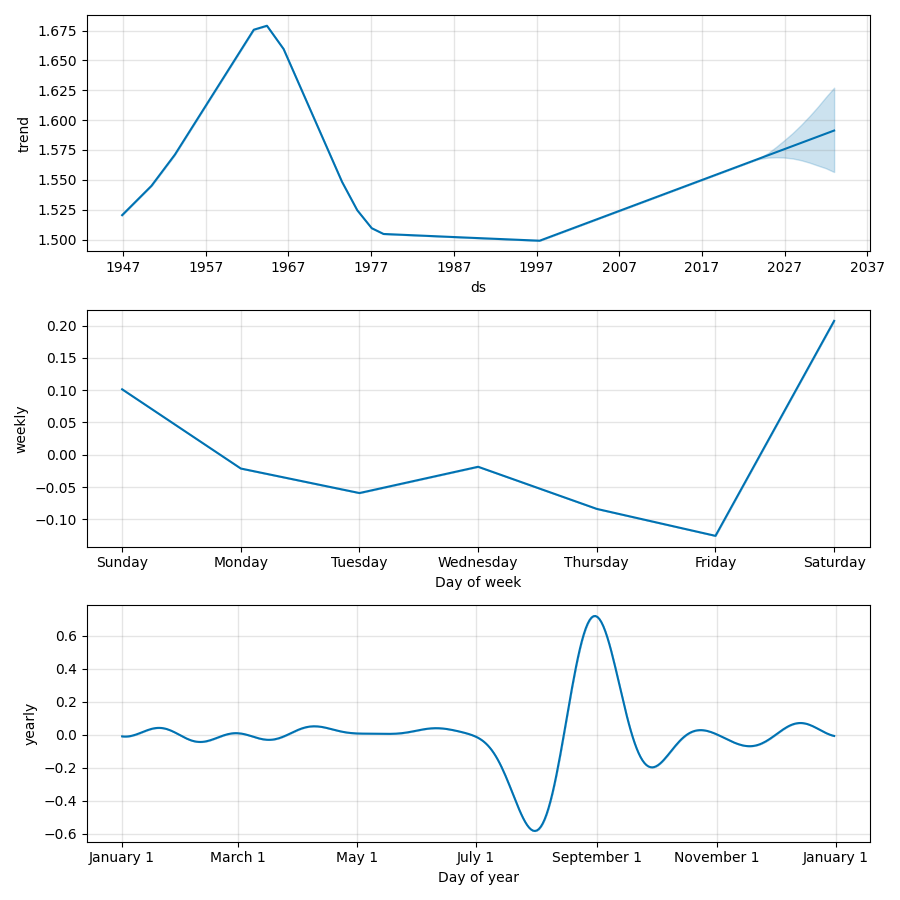 1.675
1.650
1.625
1.600
1.575
1.550
1.525
1.500
trend
1947 1957 1967 1977 1987 1997 2007 2017 2027 2037
ds
0.20
0.15
0.10
0.05
0.00
−0.05
−0.10
weekly
Sunday Monday Tuesday Wednesday Thursday Friday Saturday
Day of week
0.6
0.4
0.2
0.0
−0.2
−0.4
−0.6
yearly
January 1 March 1 May 1 July 1 September 1 November 1 January 1
Day of year